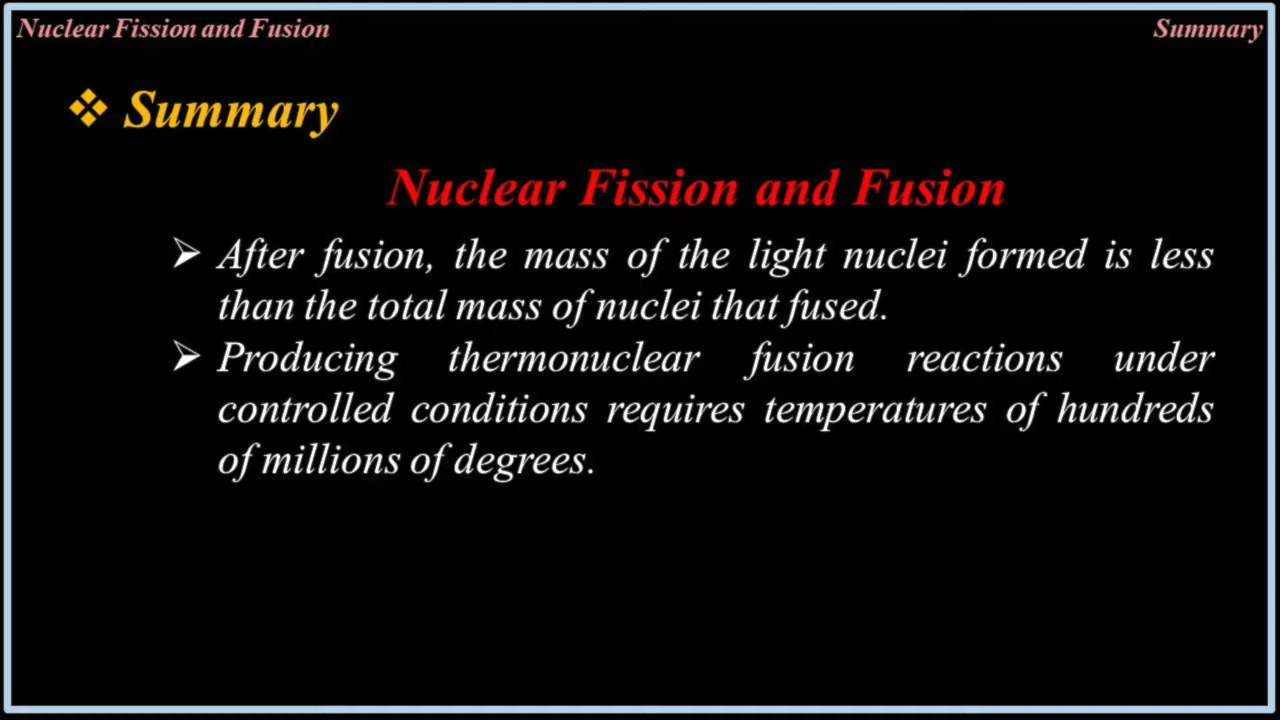 Nuclear Fission and Fusion
Summary
Summary
Nuclear Fission and Fusion
After fusion, the mass of the light nuclei formed is less
than the total mass of nuclei that fused.
Producing thermonuclear fusion reactions under
controlled conditions requires temperatures of hundreds
of millions of degrees.